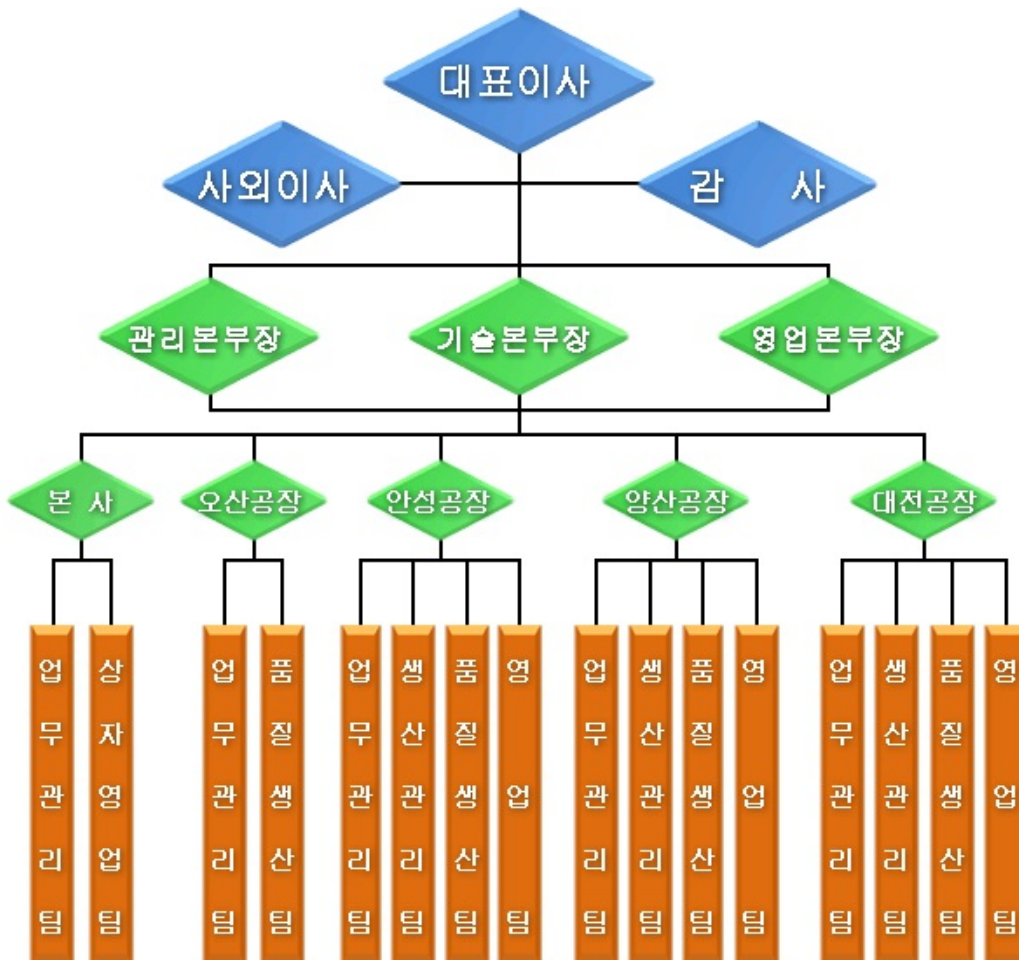 대표이사
사외이사
감 사
관리본부장
기술본부장
영업본부장
본 사
오산공장
안성공장
양산공장
대전공장
업무관리팀
상자영업팀
업무관리팀
품질생산팀
업무관리팀
생산관리팀
품질생산팀
영업팀
업무관리팀
생산관리팀
품질생산팀
영업팀
업무관리팀
생산관리팀
품질생산팀
영업팀